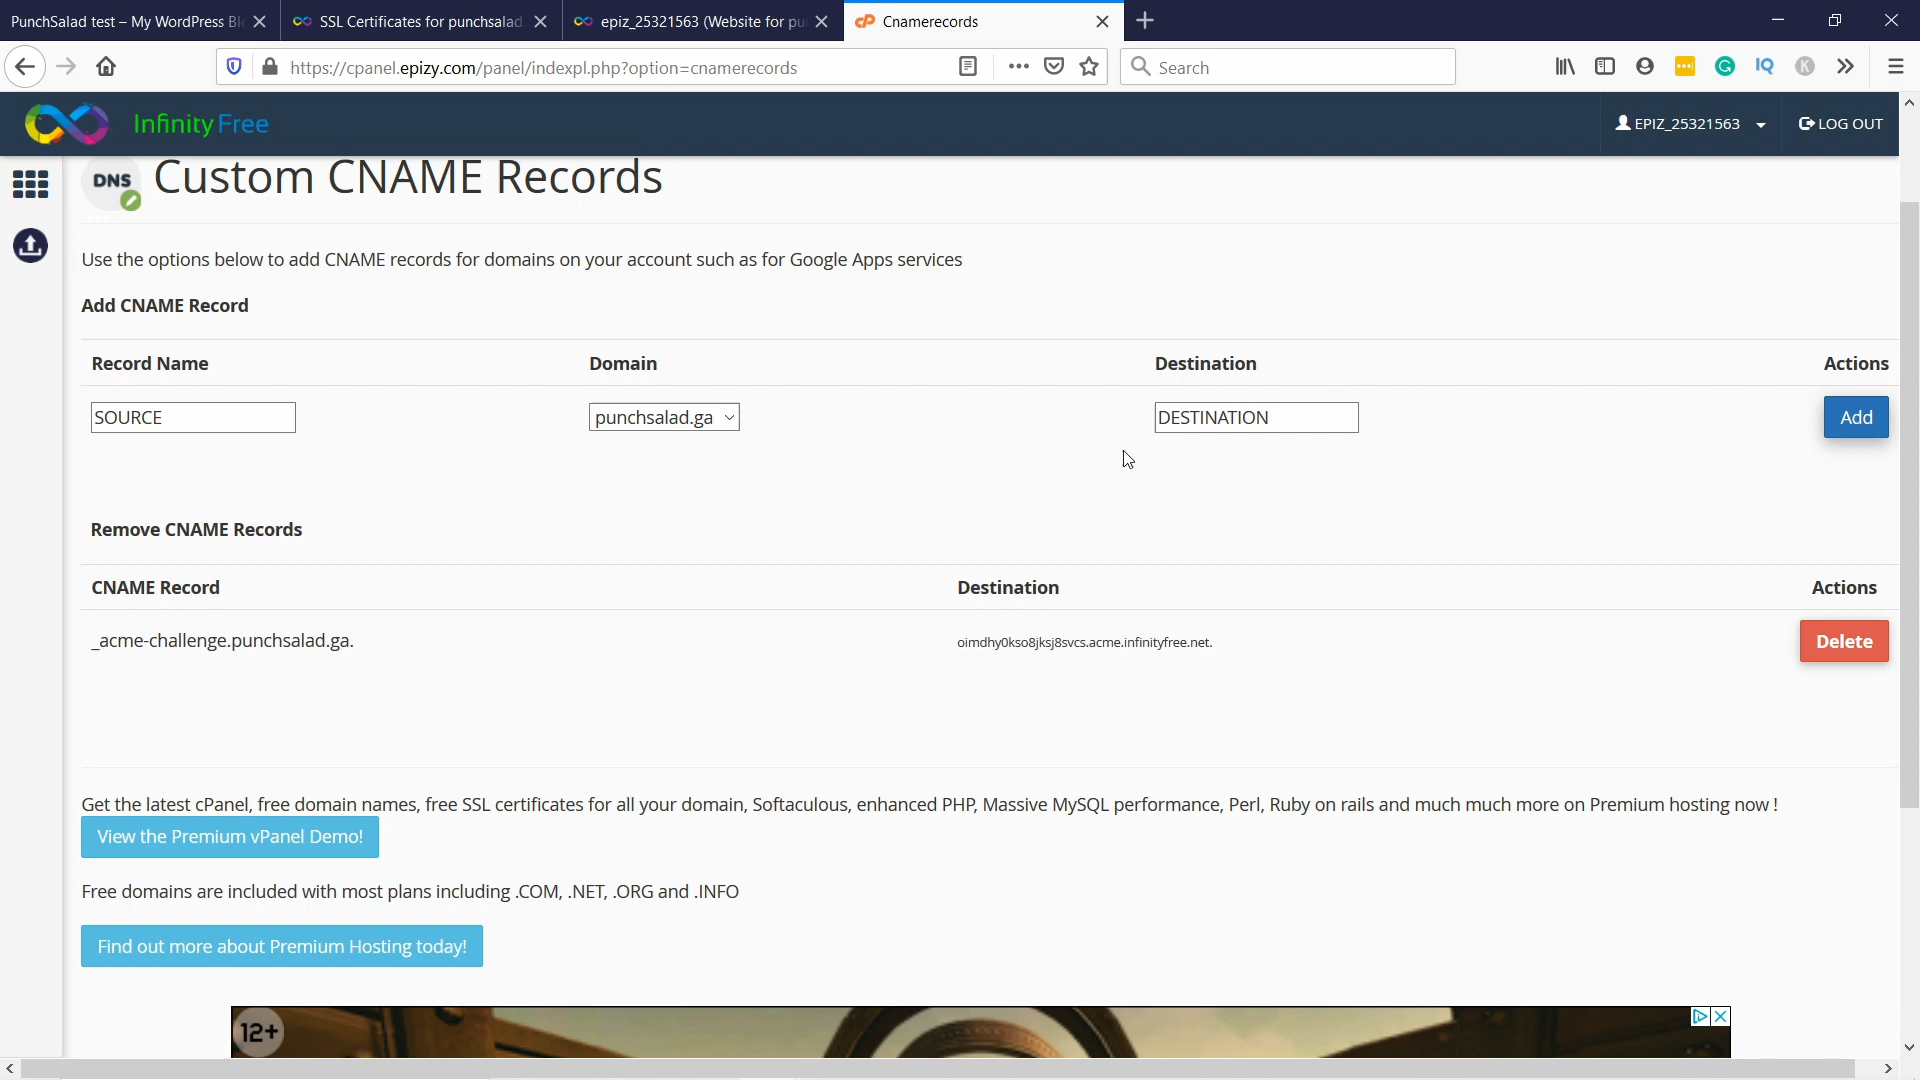 PunchSalad test – My WordPress Bl
SSL Certificates for punchsalad.
epiz_25321563 (Website for pu
cP Cnamerecords
https://cpanel.epizy.com/panel/indexpl.php?option=cnamerecords
Search
IQ
K
InfinityFree
EPIZ_25321563
LOG OUT
DNS
Custom CNAME Records
Use the options below to add CNAME records for domains on your account such as for Google Apps services
Add CNAME Record
Record Name Domain Destination Actions
SOURCE punchsalad.ga DESTINATION Add
Remove CNAME Records
CNAME Record Destination Actions
_acme-challenge.punchsalad.ga. oimdhy0kso8jksj8svcs.acme.infinityfree.net. Delete
Get the latest cPanel, free domain names, free SSL certificates for all your domain, Softaculous, enhanced PHP, Massive MySQL performance, Perl, Ruby on rails and much much more on Premium hosting now !
View the Premium vPanel Demo!
Free domains are included with most plans including .COM, .NET, .ORG and .INFO
Find out more about Premium Hosting today!
12+